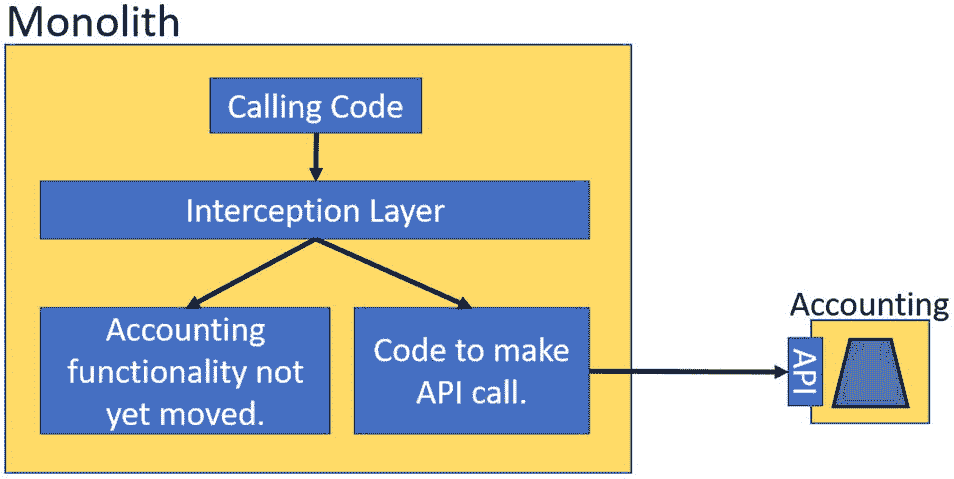 Monolith
Calling Code
Interception Layer
Accounting
functionality not
yet moved.
Code to make
API call.
Accounting
API